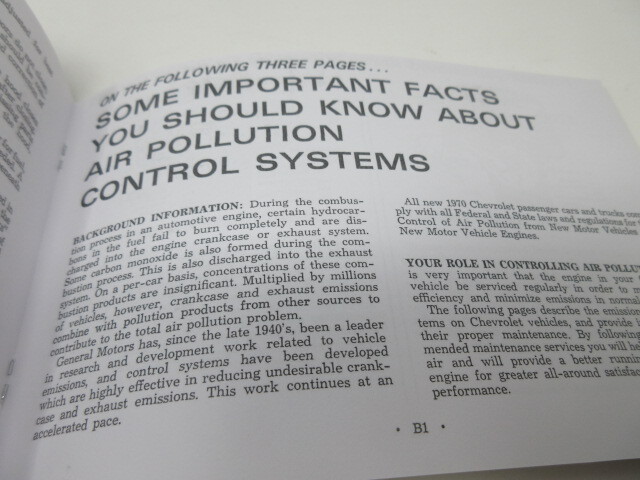 ON THE FOLLOWING THREE PAGES...
SOME IMPORTANT FACTS
YOU SHOULD KNOW ABOUT
AIR POLLUTION
CONTROL SYSTEMS
BACKGROUND INFORMATION: During the combus-
tion process in an automotive engine, certain hydrocar-
bons in the fuel fail to burn completely and are dis-
charged into the engine crankcase or exhaust system.
Some carbon monoxide is also formed during the com-
bustion process. This is also discharged into the exhaust
system. On a per-car basis, concentrations of these com-
bustion products are insignificant. Multiplied by millions
of vehicles, however, crankcase and exhaust emissions
combine with pollution products from other sources to
contribute to the total air pollution problem.
General Motors has, since the late 1940's, been a leader
in research and development work related to vehicle
emissions, and control systems have been developed
which are highly effective in reducing undesirable crank-
case and exhaust emissions. This work continues at an
accelerated pace.
All new 1970 Chevrolet passenger cars and trucks com
ply with all Federal and State laws and regulations for
Control of Air Pollution from New Motor Vehicles
New Motor Vehicle Engines.
YOUR ROLE IN CONTROLLING AIR POLLU
is very important that the engine in your
vehicle be serviced regularly in order to
efficiency and minimize emissions in norma
The following pages describe the emission
tems on Chevrolet vehicles, and provide
their proper maintenance. By following
mended maintenance services you will he
air and will provide a better runnin
engine for greater all-around satisfac
performance.
• B1 •